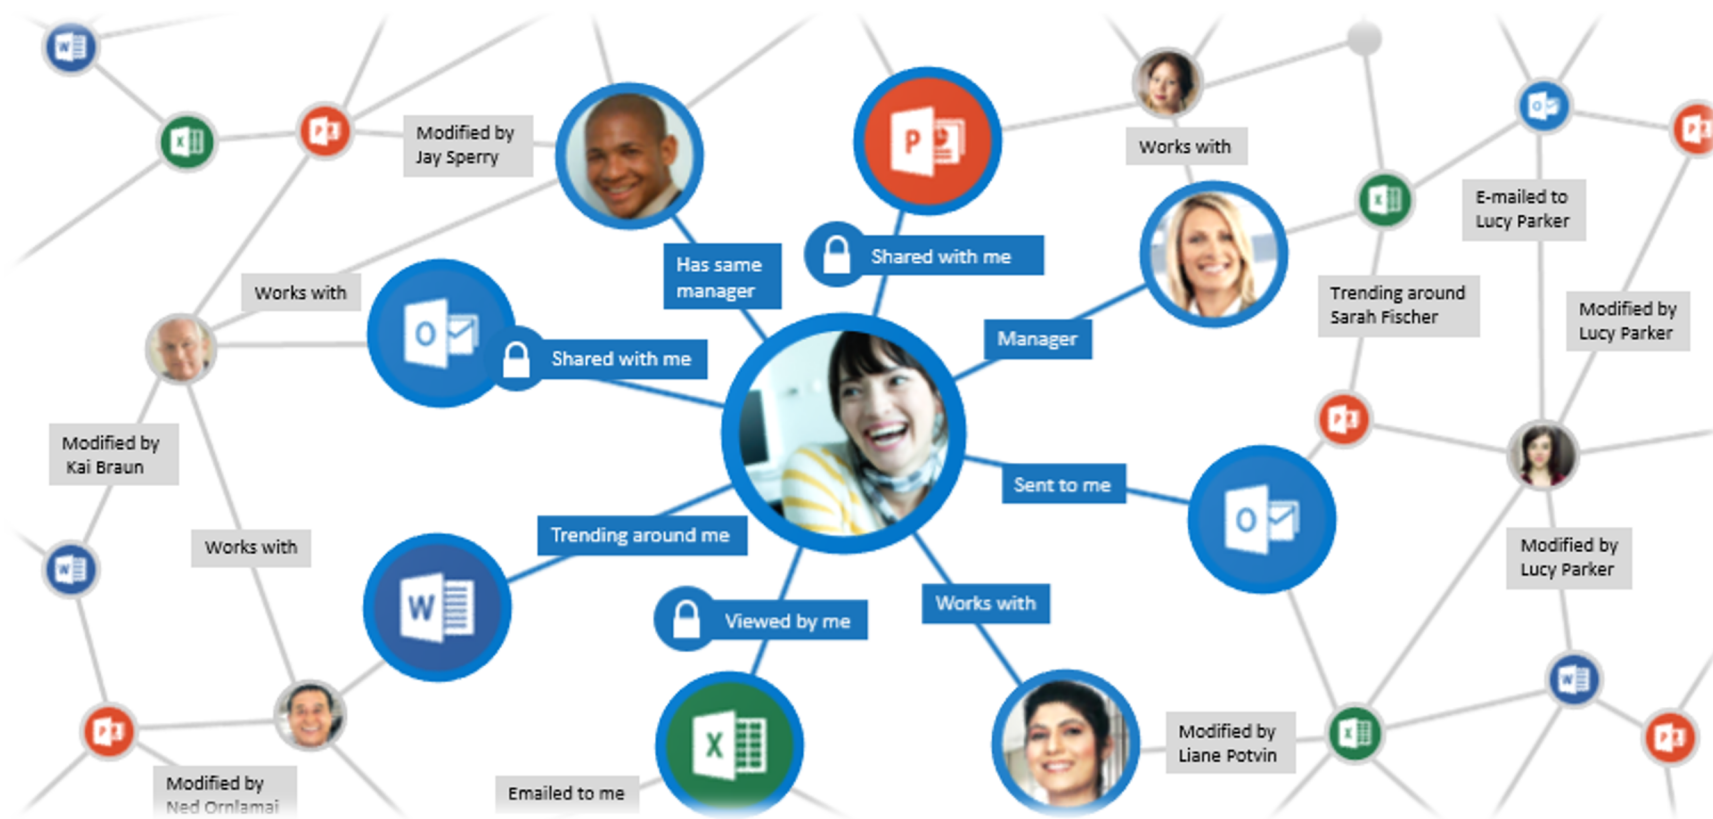 Modified by
Jay Sperry
Works with
E-mailed to
Lucy Parker
Has same
manager
Shared with me
Works with
Trending around
Sarah Fischer
Modified by
Lucy Parker
Manager
Shared with me
Modified by
Kai Braun
Sent to me
Works with
Trending around me
Modified by
Lucy Parker
Viewed by me
Works with
Modified by
Liane Potvin
Modified by
Ned Ornlamai
Emailed to me
W
X
P
P
O
P
X
O
P
W
W
O
P
X
X
W
P